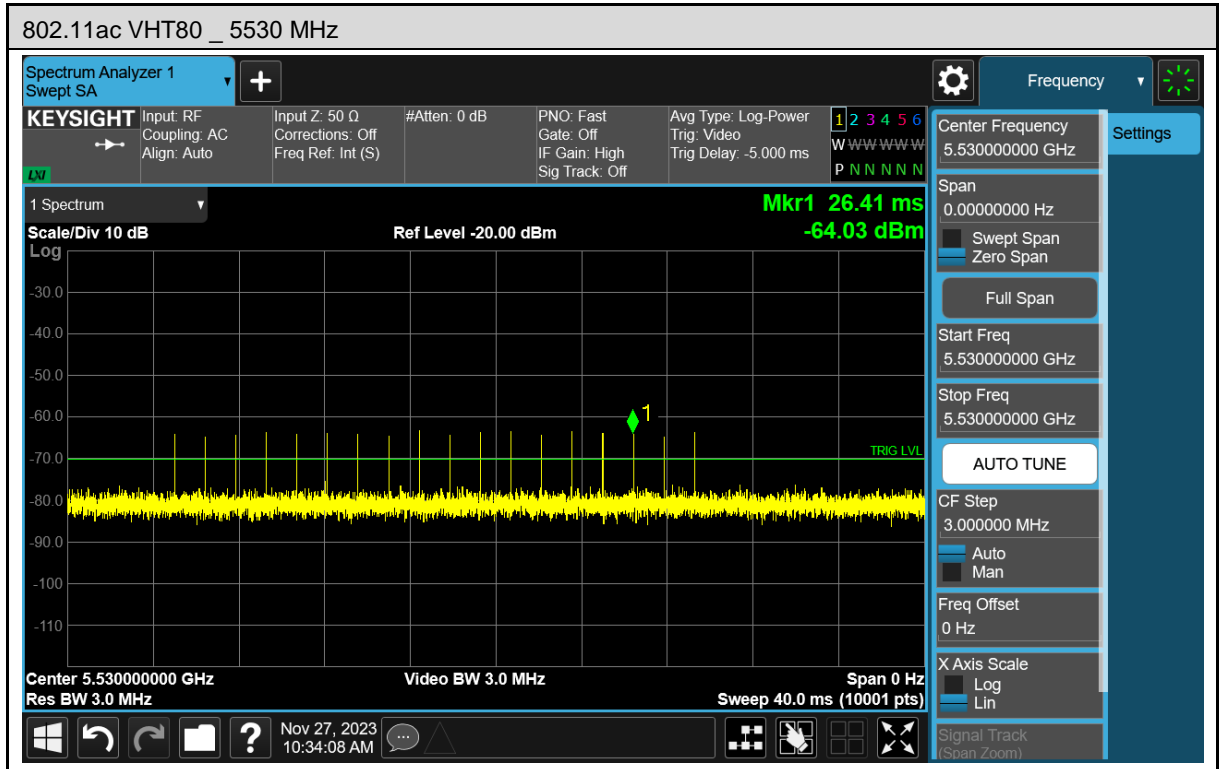 802.11ac VHT80 _ 5530 MHz
Spectrum Analyzer 1
Swept SA
+
Frequency
KEYSIGHT
LXI
Input: RF
Coupling: AC
Align: Auto
Input Z: 50 Ω
Corrections: Off
Freq Ref: Int (S)
#Atten: 0 dB
PNO: Fast
Gate: Off
IF Gain: High
Sig Track: Off
Avg Type: Log-Power
Trig: Video
Trig Delay: -5.000 ms
1 2 3 4 5 6
W W W W W W
P N N N N N
1 Spectrum
Mkr1 26.41 ms
Scale/Div 10 dB
Ref Level -20.00 dBm
-64.03 dBm
Log
-30.0
-40.0
-50.0
-60.0
1
TRIG LVL
-70.0
-80.0
-90.0
-100
-110
Center 5.530000000 GHz
Video BW 3.0 MHz
Span 0 Hz
Res BW 3.0 MHz
Sweep 40.0 ms (10001 pts)
Center Frequency
5.530000000 GHz
Settings
Span
0.00000000 Hz
Swept Span
Zero Span
Full Span
Start Freq
5.530000000 GHz
Stop Freq
5.530000000 GHz
AUTO TUNE
CF Step
3.000000 MHz
Auto
Man
Freq Offset
0 Hz
X Axis Scale
Log
Lin
Signal Track
(Span Zoom)
?
Nov 27, 2023
10:34:08 AM